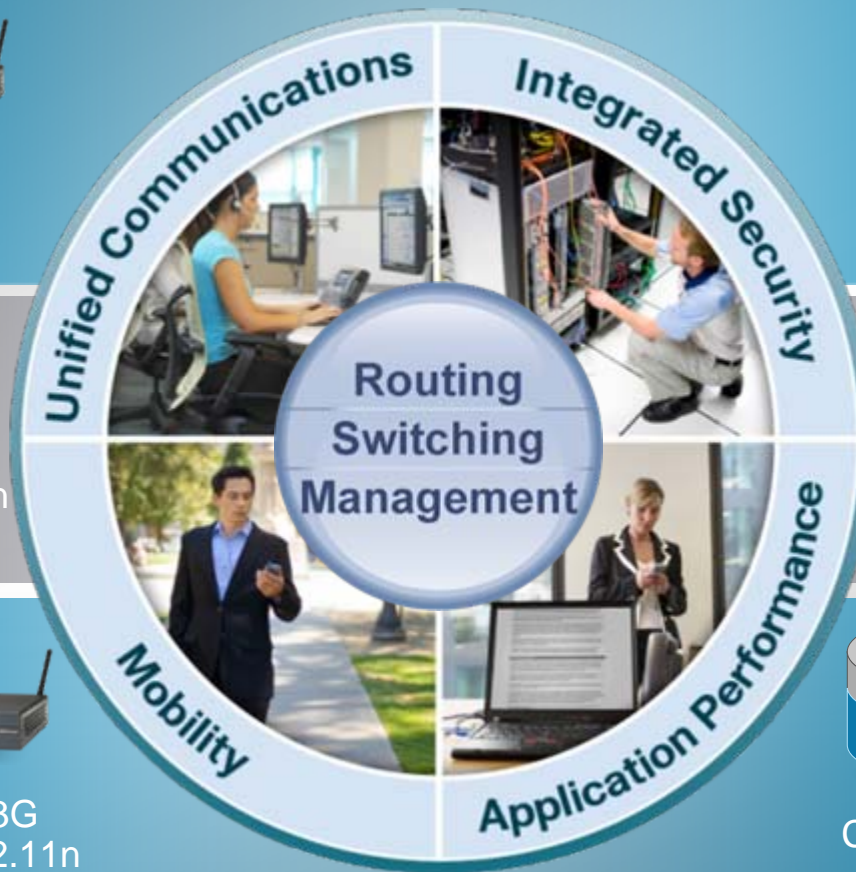 Unified Communications
Integrated Security
Routing
Switching
Management
Mobility
Application Performance
3G
2.11n